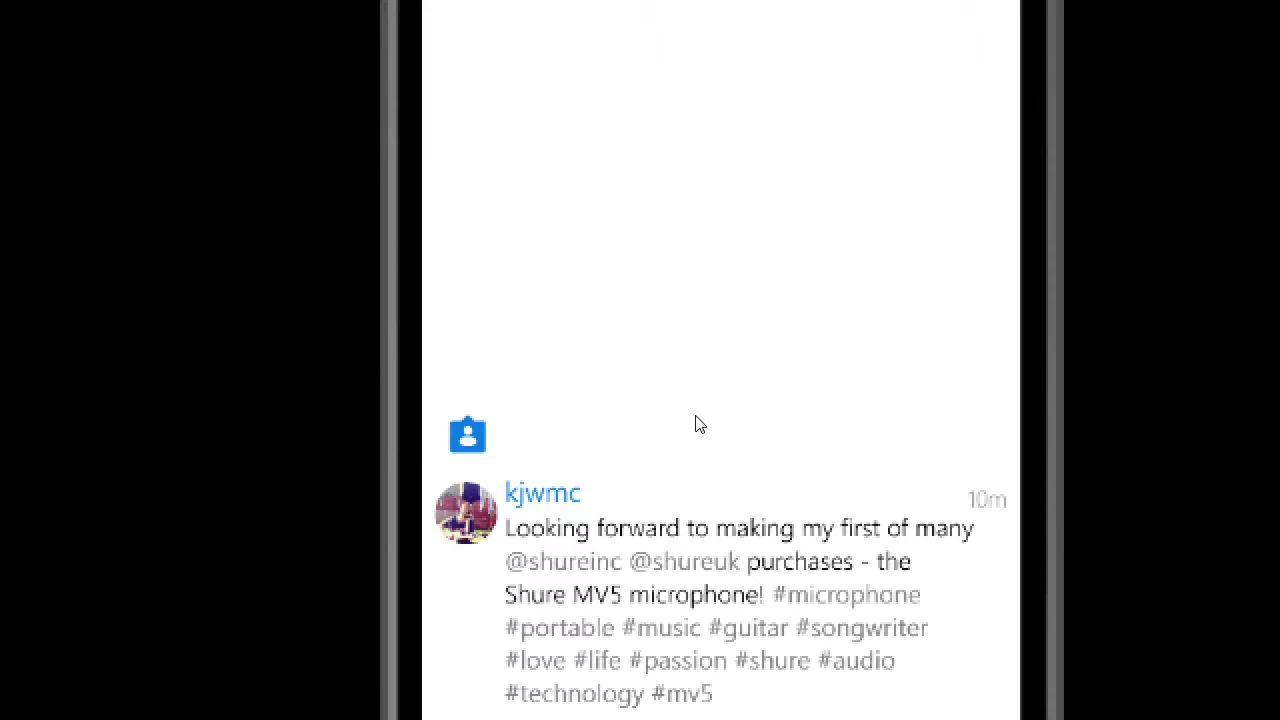 kjwmc
10m
Looking forward to making my first of many
@shureinc @shureuk purchases - the
Shure MV5 microphone! #microphone
#portable #music #guitar #songwriter
#love #life #passion #shure #audio
#technology #mv5